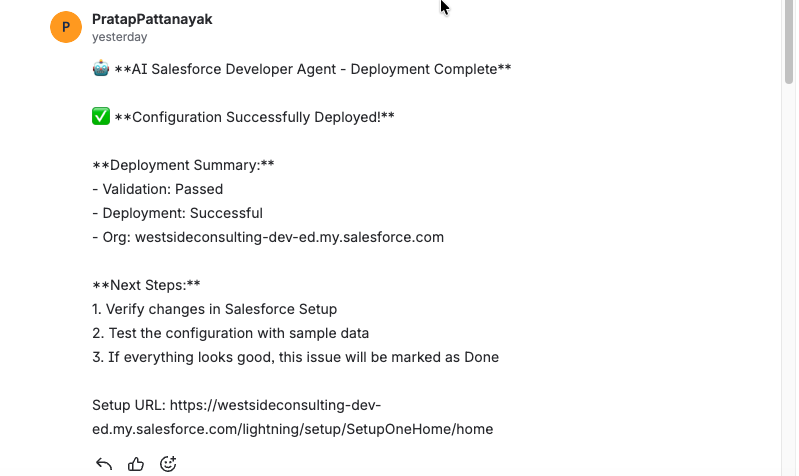 P
PratapPattanayak
yesterday
🤖 **AI Salesforce Developer Agent - Deployment Complete**
✅ **Configuration Successfully Deployed!**
**Deployment Summary:**
- Validation: Passed
- Deployment: Successful
- Org: westsideconsulting-dev-ed.my.salesforce.com
**Next Steps:**
1. Verify changes in Salesforce Setup
2. Test the configuration with sample data
3. If everything looks good, this issue will be marked as Done
Setup URL: https://westsideconsulting-dev-
ed.my.salesforce.com/lightning/setup/SetupOneHome/home